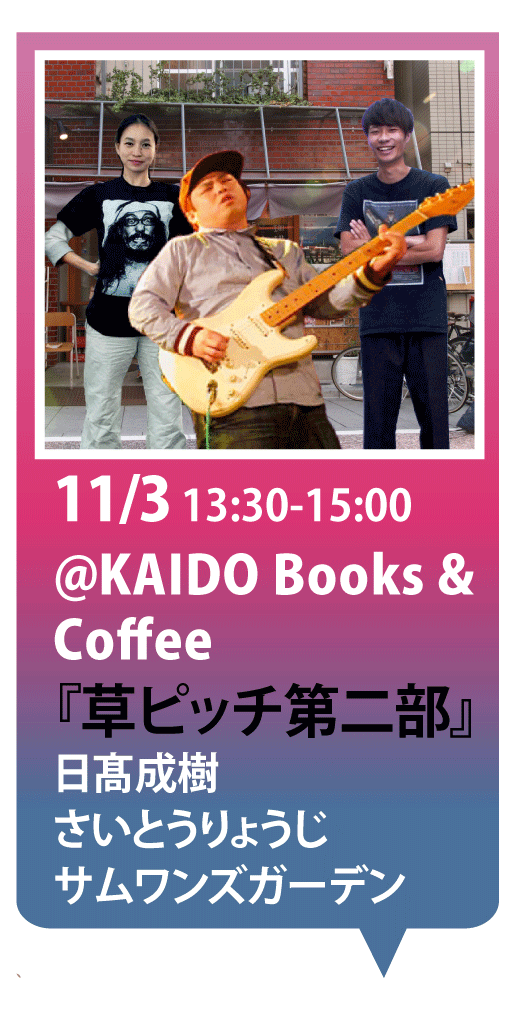 11/3 13:30-15:00
@KAIDO Books &
Coffee
『草ピッチ第二部』
日髙成樹
さいとうりょうじ
サムワンズガーデン
、